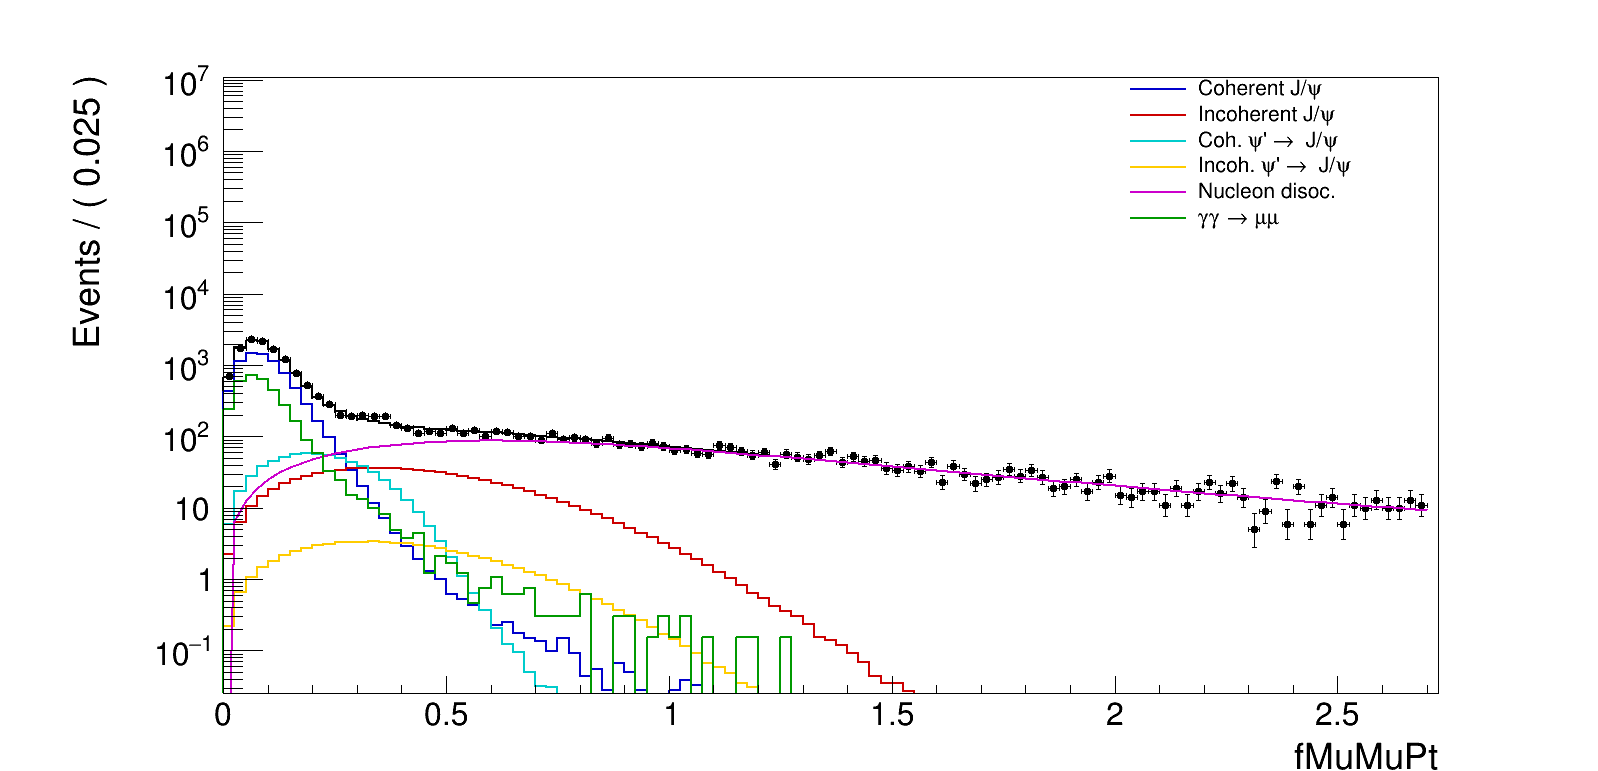 Events / ( 0.025 )
10^7
10^6
10^5
10^4
10^3
10^2
10
1
10^−1
0
0.5
1
1.5
2
2.5
fMuMuPt
Coherent J/ψ
Incoherent J/ψ
Coh. ψ' → J/ψ
Incoh. ψ' → J/ψ
Nucleon disoc.
γγ → μμ